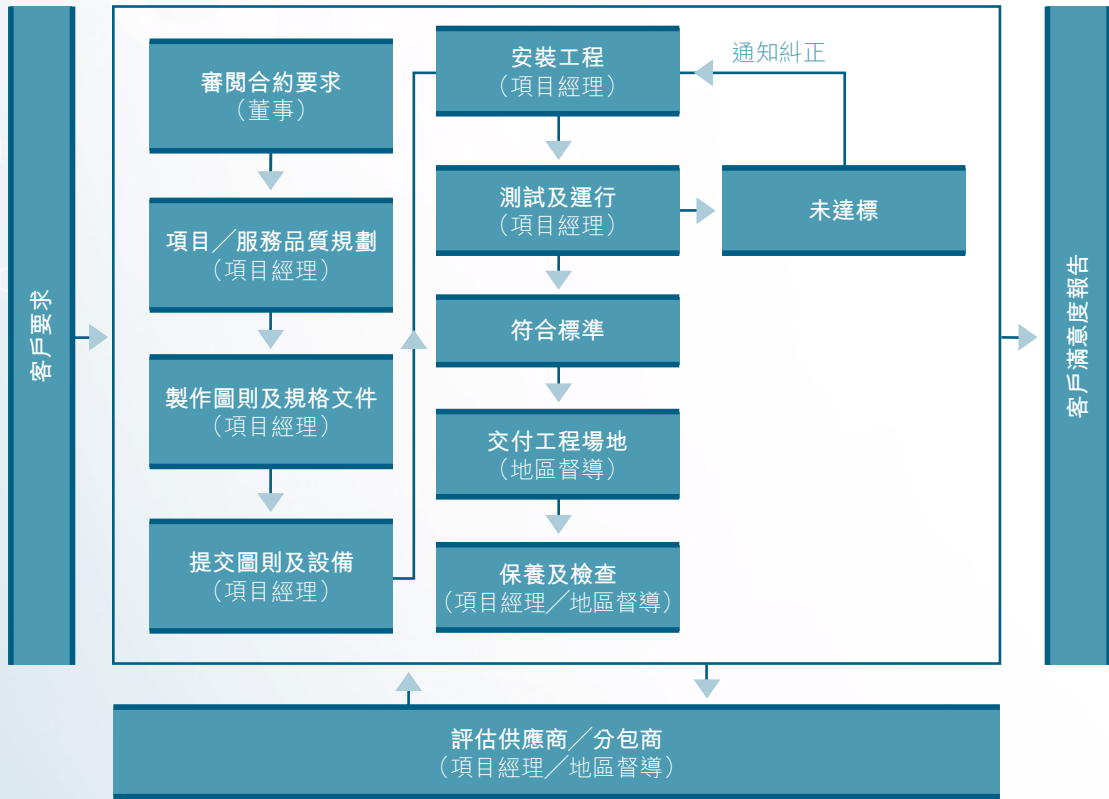 客戶要求
審閱合約要求
（董事）
項目／服務品質規劃
（項目經理）
製作圖則及規格文件
（項目經理）
提交圖則及設備
（項目經理）
安裝工程
（項目經理）
通知糾正
測試及運行
（項目經理）
未達標
符合標準
交付工程場地
（地區督導）
保養及檢查
（項目經理／地區督導）
客戶滿意度報告
評估供應商／分包商
（項目經理／地區督導）